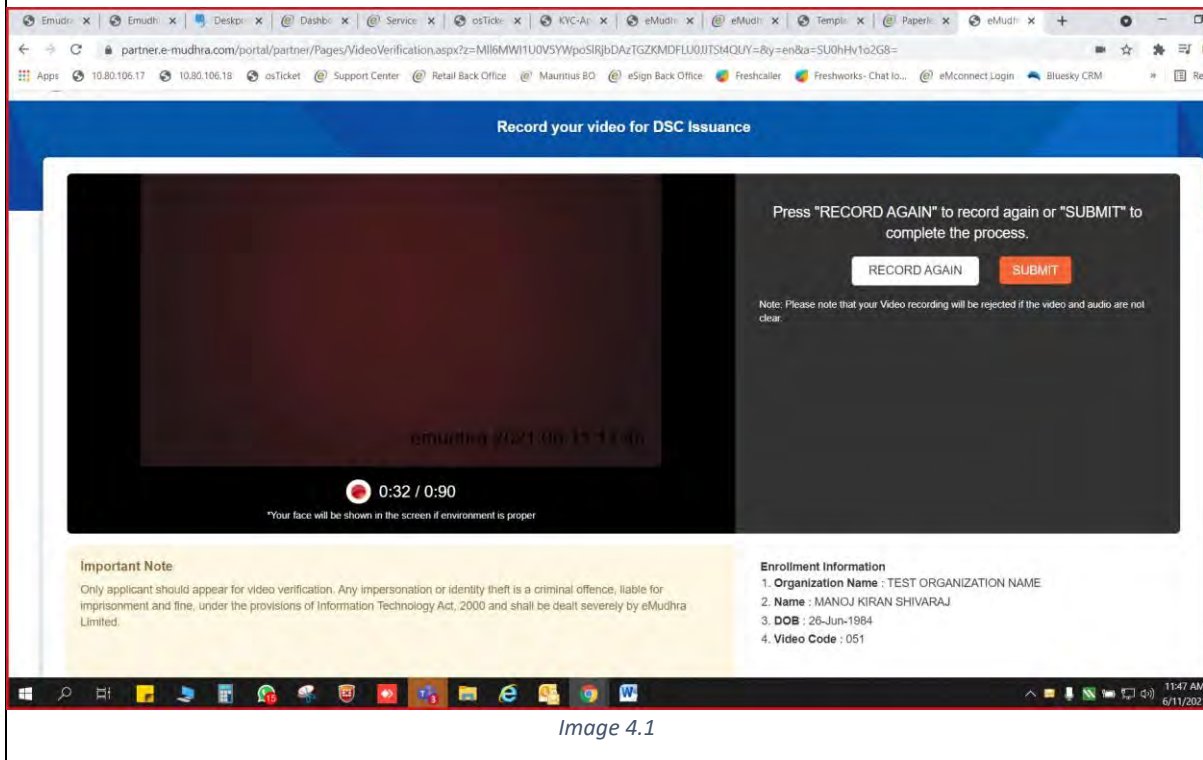 Emudr Emudh Deskpr Dashbo Service osTicke KYC-Ap eMudh eMudh Templa Paperle eMudh
partner.e-mudhra.com/portal/partner/Pages/VideoVerification.aspx
Apps 10.80.106.17 10.80.106.18 osTicket Support Center Retail Back Office Mauritius BO eSign Back Office Freshcaller Freshworks- Chat lo... eMconnect Login Bluesky CRM » Re
Record your video for DSC Issuance
Press "RECORD AGAIN" to record again or "SUBMIT" to
complete the process.
RECORD AGAIN SUBMIT
Note: Please note that your Video recording will be rejected if the video and audio are not
clear.
emudhra
0:32 / 0:90
*Your face will be shown in the screen if environment is proper
Important Note
Only applicant should appear for video verification. Any impersonation or identity theft is a criminal offence, liable for
imprisonment and fine, under the provisions of Information Technology Act, 2000 and shall be dealt severely by eMudhra
Limited.
Enrollment Information
1. Organization Name : TEST ORGANIZATION NAME
2. Name : MANOJ KIRAN SHIVARAJ
3. DOB : 26-Jun-1984
4. Video Code : 051
11:47 AM
6/11/202
Image 4.1